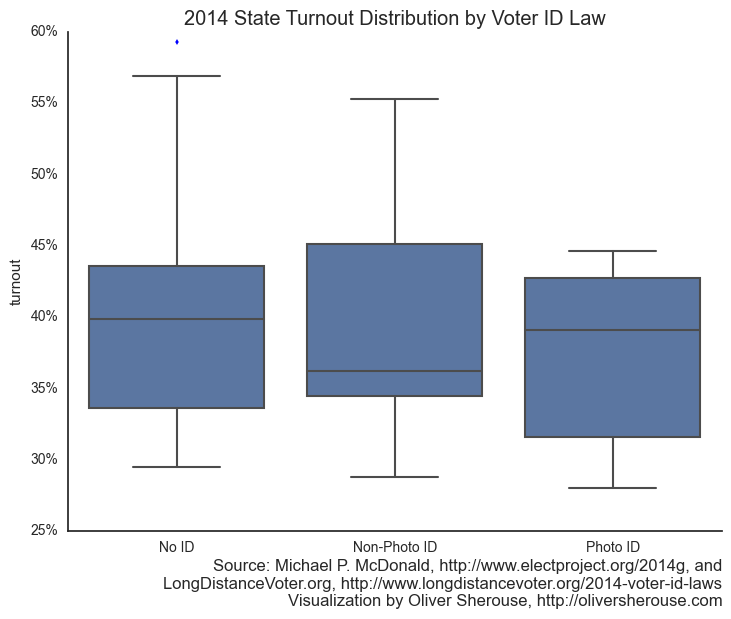 2014 State Turnout Distribution by Voter ID Law
60%
55%
50%
45%
40%
35%
30%
25%
turnout
No ID
Non-Photo ID
Photo ID
Source: Michael P. McDonald, http://www.electproject.org/2014g, and
LongDistanceVoter.org, http://www.longdistancevoter.org/2014-voter-id-laws
Visualization by Oliver Sherouse, http://oliversherouse.com